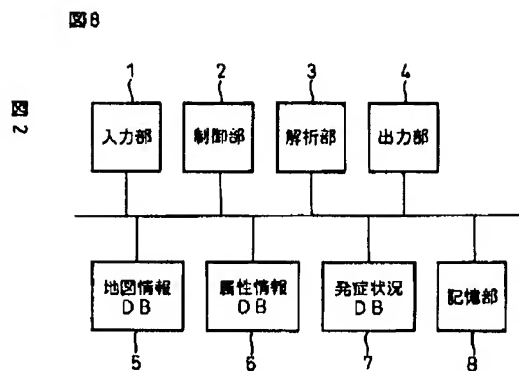 図8
図2
1 2 3 4
入力部 制御部 解析部 出力部
地図情報 属性情報 発症状況 記憶部
DB DB DB
5 6 7 8